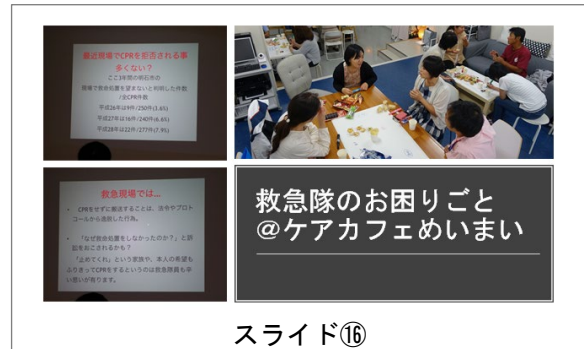 最近現場でCPRを拒否される事
多くない？
ここ3年間の明石市の
現場で救命処置を望まないと判明した件数
/全CPR件数
平成26年は9件/250件(3.6%)
平成27年は16件/240件(6.6%)
平成28年は22件/277件(7.9%)
救急現場では...
• CPRをせずに搬送することは、法令やプロト
コールから逸脱した行為。
• 「なぜ救命処置をしなかったのか？」と訴
訟をおこされるかも？
「止めてくれ」という家族や、本人の希望も
ふりきってCPRをするというのは救急隊員も辛
い想いが有ります。
救急隊のお困りごと
@ケアカフェめいまい
スライド⑯